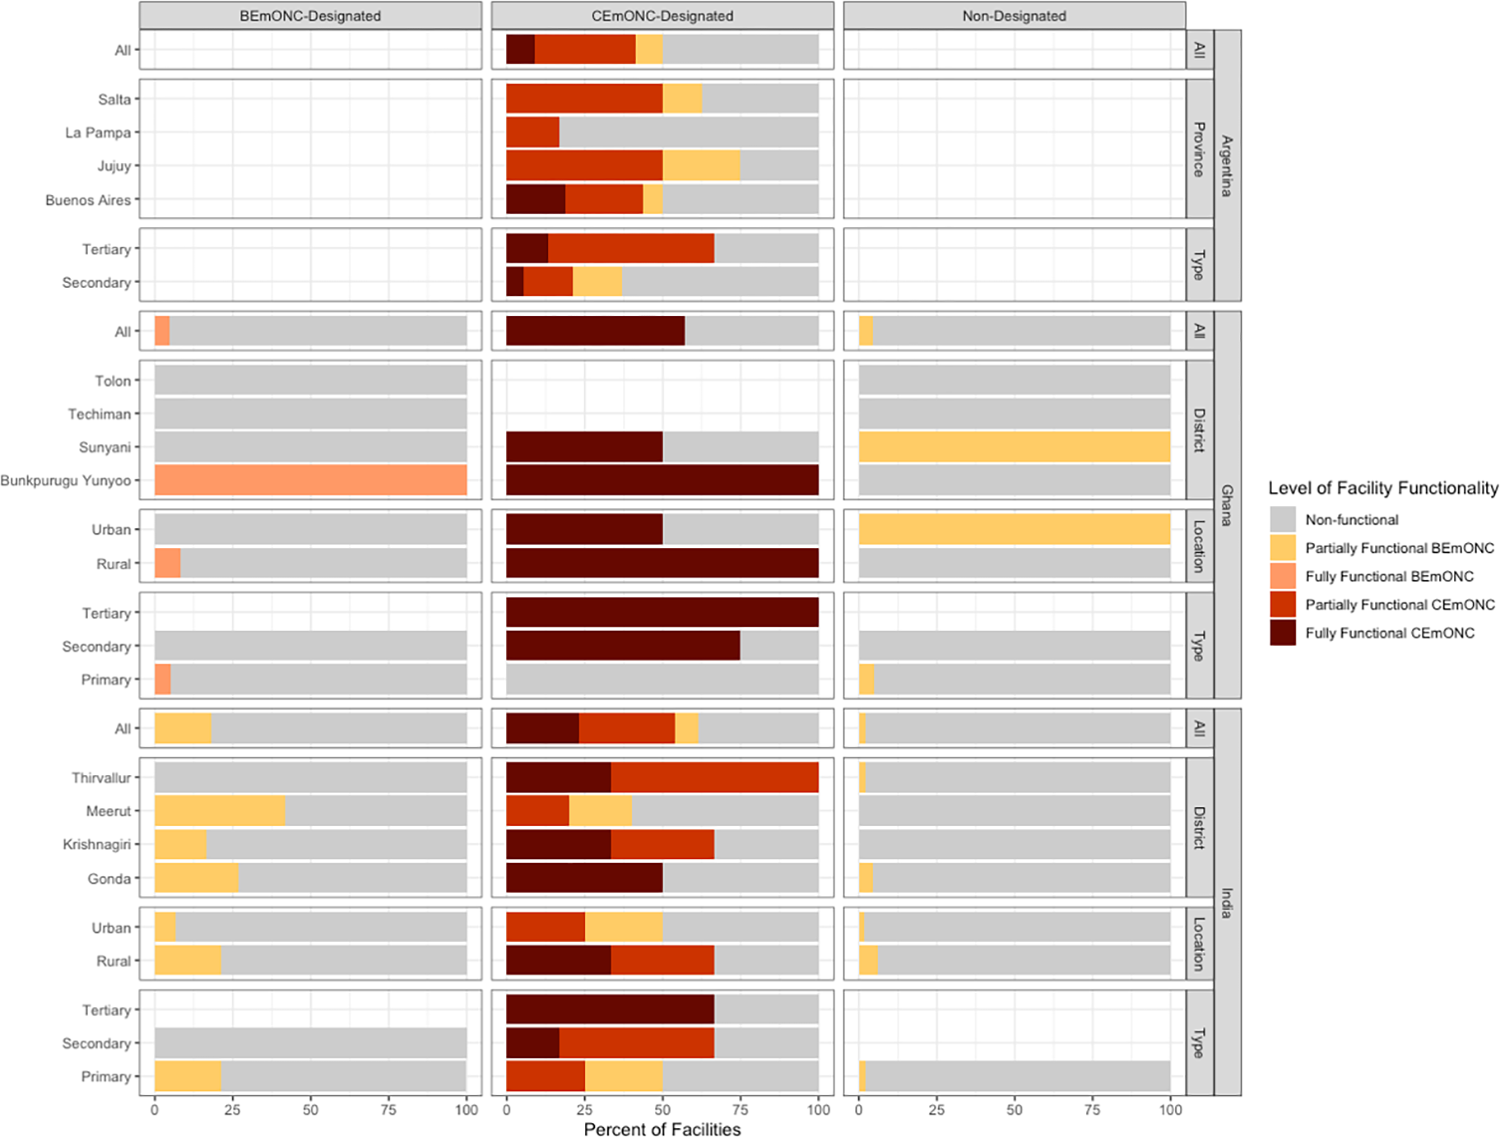 BEmONC-Designated
CEmONC-Designated
Non-Designated
All
All
Argentina
Salta
La Pampa
Jujuy
Buenos Aires
Province
Tertiary
Secondary
Type
All
All
Ghana
Tolon
Techiman
Sunyani
Bunkpurugu Yunyoo
District
Urban
Rural
Location
Tertiary
Secondary
Primary
Type
All
All
India
Thirvallur
Meerut
Krishnagiri
Gonda
District
Urban
Rural
Location
Tertiary
Secondary
Primary
Type
0 25 50 75 100
0 25 50 75 100
0 25 50 75 100
Percent of Facilities
Level of Facility Functionality
Non-functional
Partially Functional BEmONC
Fully Functional BEmONC
Partially Functional CEmONC
Fully Functional CEmONC